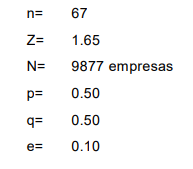 n= 67
Z= 1.65
N= 9877 empresas
p= 0.50
q= 0.50
e= 0.10